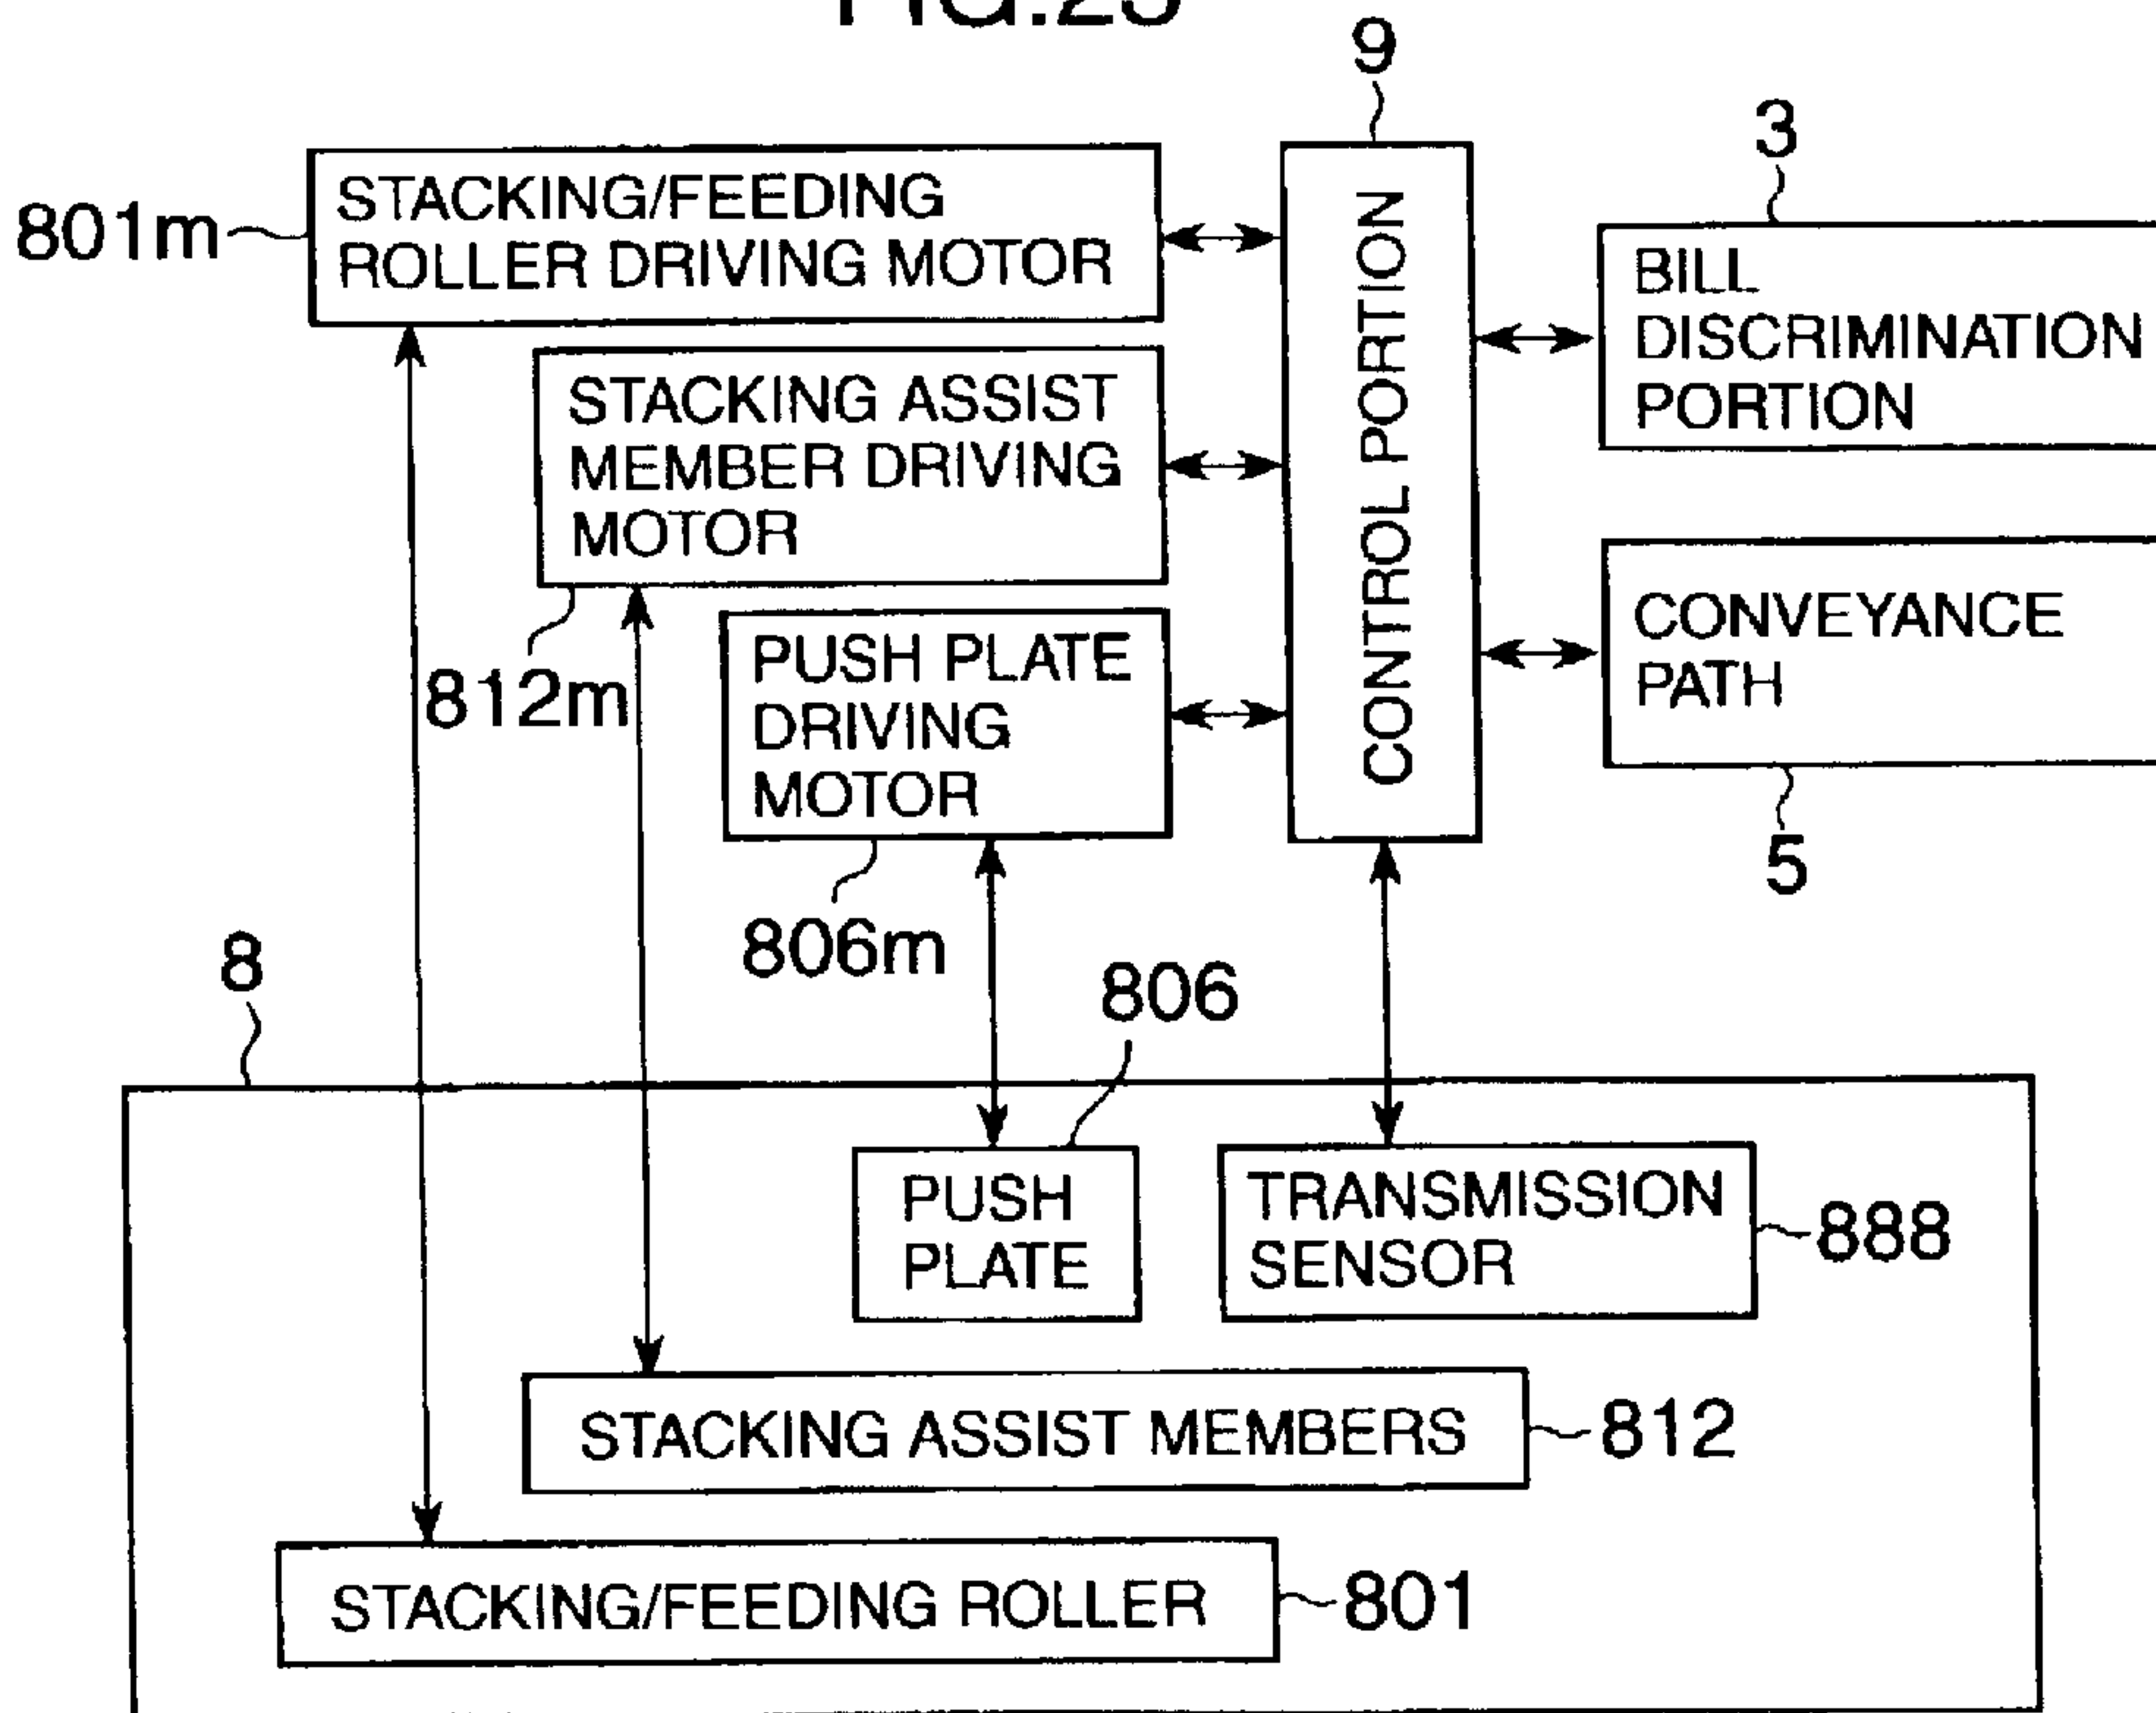 FIG.25
9
3
801m
STACKING/FEEDING
ROLLER DRIVING MOTOR
CONTROL PORTION
BILL
DISCRIMINATION
PORTION
STACKING ASSIST
MEMBER DRIVING
MOTOR
812m
CONVEYANCE
PATH
5
PUSH PLATE
DRIVING
MOTOR
806m
8
806
PUSH
PLATE
TRANSMISSION
SENSOR
888
STACKING ASSIST MEMBERS
812
STACKING/FEEDING ROLLER
801